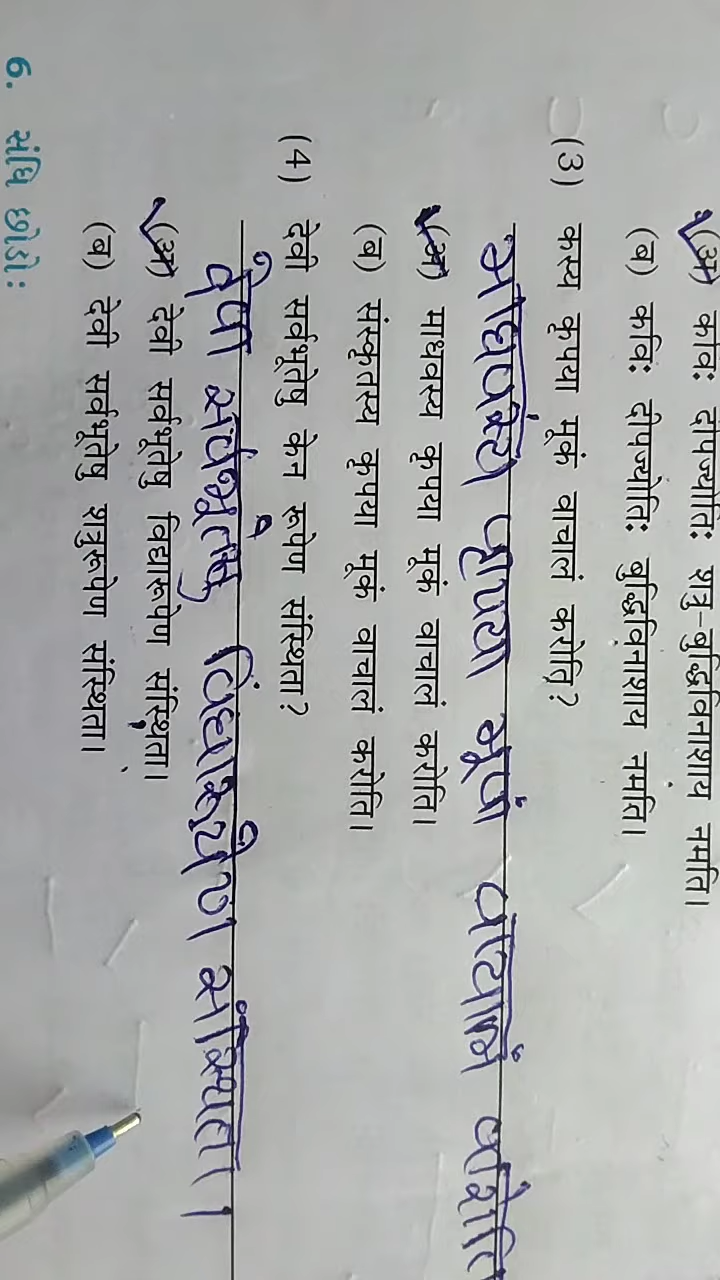 (अ) कविः दीपज्योतिः शत्रु-बुद्धिविनाशाय नमति।
(ब) कविः दीपज्योतिः बुद्धिविनाशाय नमति।
(3) कस्य कृपया मूकं वाचालं करोति?
माधवस्य कृपया मूकं वाचालं करोति
(अ) माधवस्य कृपया मूकं वाचालं करोति।
(ब) संस्कृतस्य कृपया मूकं वाचालं करोति।
(4) देवी सर्वभूतेषु केन रूपेण संस्थिता?
देवी सर्वभूतेषु विद्यारूपेण संस्थिता।
(अ) देवी सर्वभूतेषु विद्यारूपेण संस्थिता।
(ब) देवी सर्वभूतेषु शत्रुरूपेण संस्थिता।
6. સંધિ છોડો :